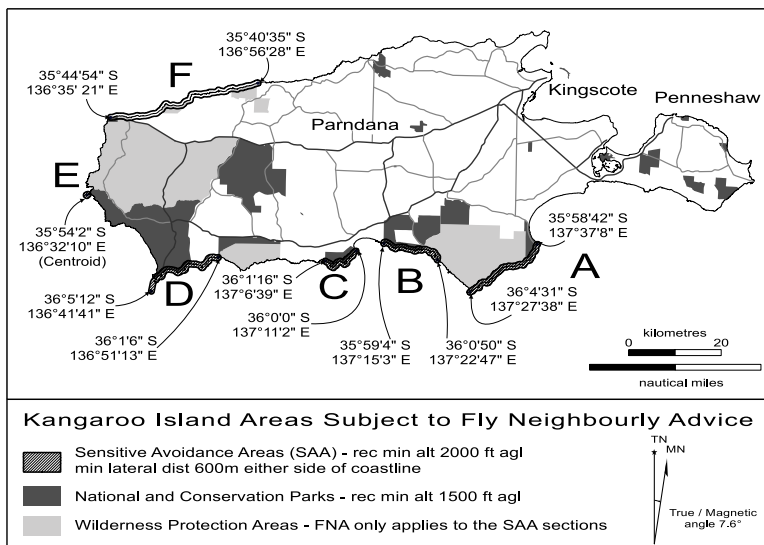 35°40'35" S
136°56'28" E
35°44'54" S
136°35' 21" E
F
Kingscote
Penneshaw
Parndana
E
35°54'2" S
136°32'10" E
(Centroid)
35°58'42" S
137°37'8" E
A
B
C
D
36°1'16" S
137°6'39" E
36°5'12" S
136°41'41" E
36°4'31" S
137°27'38" E
36°0'0" S
137°11'2" E
36°1'6" S
136°51'13" E
35°59'4" S
137°15'3" E
36°0'50" S
137°22'47" E
kilometres
0 20
nautical miles
Kangaroo Island Areas Subject to Fly Neighbourly Advice
Sensitive Avoidance Areas (SAA) - rec min alt 2000 ft agl
min lateral dist 600m either side of coastline
National and Conservation Parks - rec min alt 1500 ft agl
Wilderness Protection Areas - FNA only applies to the SAA sections
TN
MN
True / Magnetic
angle 7.6°